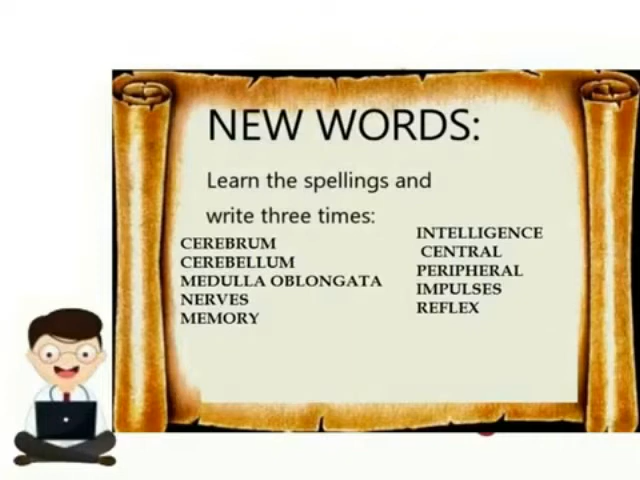 NEW WORDS:
Learn the spellings and
write three times:
CEREBRUM
CEREBELLUM
MEDULLA OBLONGATA
NERVES
MEMORY
INTELLIGENCE
CENTRAL
PERIPHERAL
IMPULSES
REFLEX